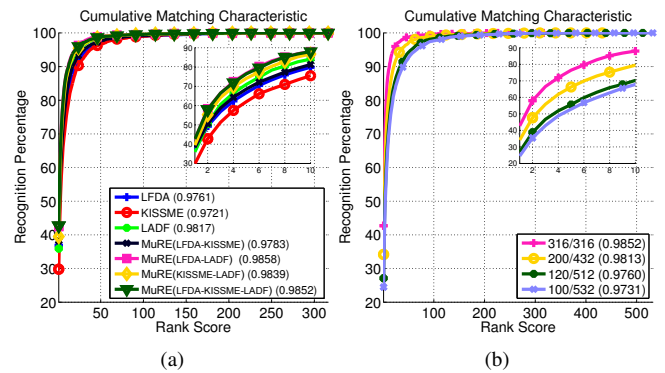 Cumulative Matching Characteristic
Recognition Percentage
100
90
80
70
60
50
40
30
20
50 100 150 200 250 300
Rank Score
90
80
70
60
50
40
30
2 4 6 8 10
LFDA (0.9761)
KISSME (0.9721)
LADF (0.9817)
MuRE(LFDA-KISSME) (0.9783)
MuRE(LFDA-LADF) (0.9858)
MuRE(KISSME-LADF) (0.9839)
MuRE(LFDA-KISSME-LADF) (0.9852)
(a)
Cumulative Matching Characteristic
Recognition Percentage
100
90
80
70
60
50
40
30
20
100 200 300 400 500
Rank Score
90
80
70
60
50
40
30
20
2 4 6 8 10
316/316 (0.9852)
200/432 (0.9813)
120/512 (0.9760)
100/532 (0.9731)
(b)